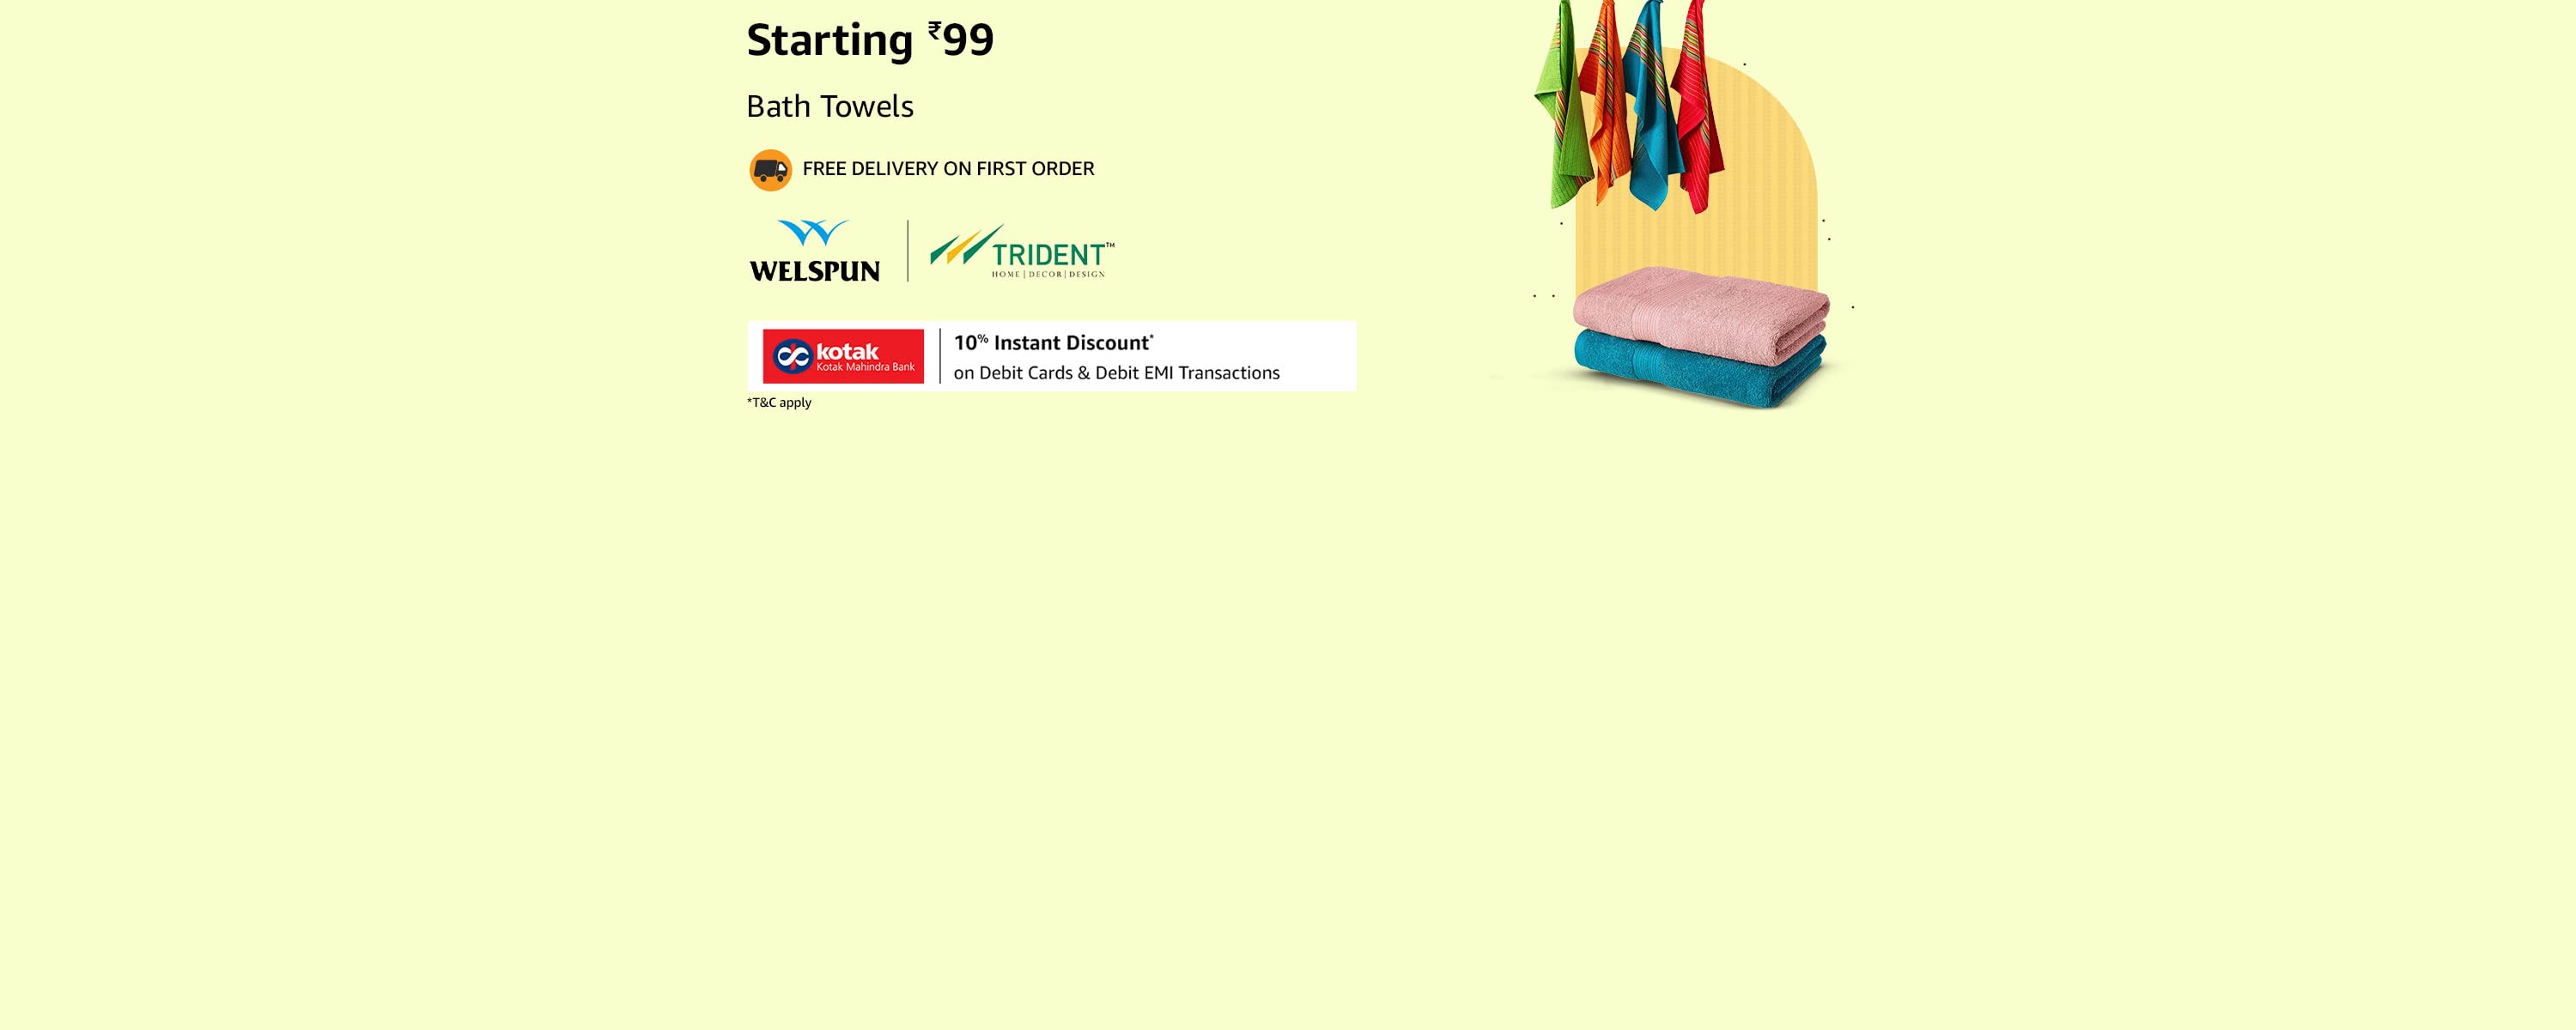 Starting ₹99
Bath Towels
FREE DELIVERY ON FIRST ORDER
WELSPUN
TRIDENT™
HOME | DECOR | DESIGN
kotak
Kotak Mahindra Bank
10% Instant Discount*
on Debit Cards & Debit EMI Transactions
*T&C apply